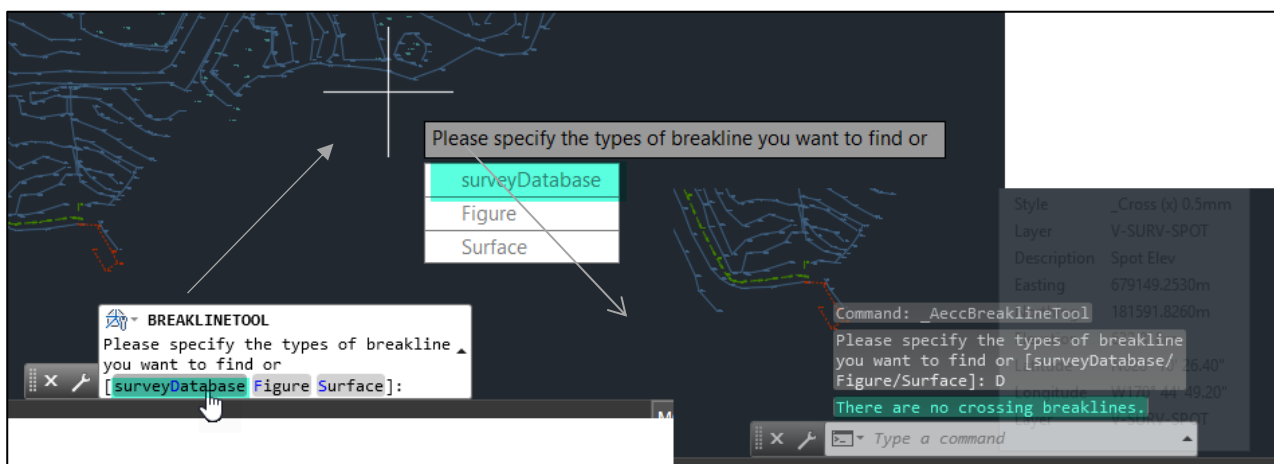 Please specify the types of breakline you want to find or
surveyDatabase
Figure
Surface
BREAKLINETOOL
Please specify the types of breakline
you want to find or
[surveyDatabase Figure Surface]:
Style _Cross (x) 0.5mm
Layer V-SURV-SPOT
Description Spot Elev
Easting 679149.2530m
181591.8260m
Command: _AeccBreaklineTool
Please specify the types of breakline
you want to find or [surveyDatabase/
Figure/Surface]: D
26.40"
Longitude W170° 44' 49.20"
Layer V-SURV-SPOT
There are no crossing breaklines.
Type a command